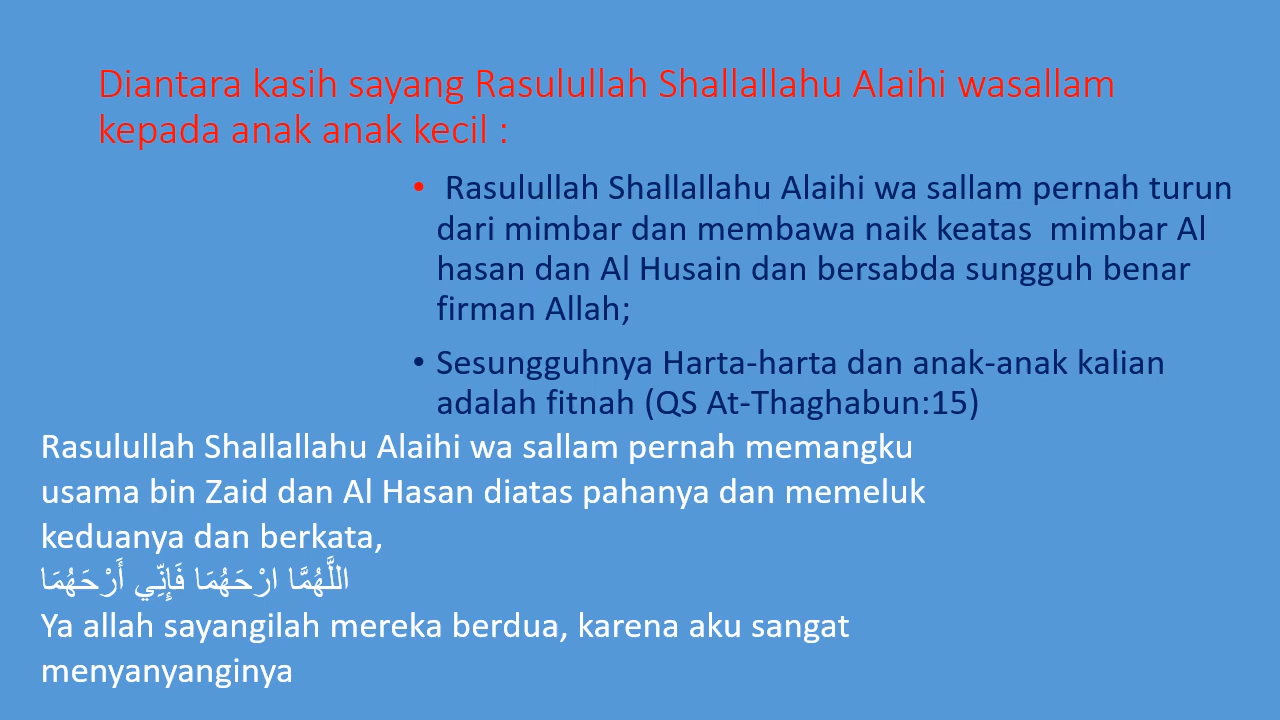 Diantara kasih sayang Rasulullah Shallallahu Alaihi wasallam
kepada anak anak kecil :
• Rasulullah Shallallahu Alaihi wa sallam pernah turun
dari mimbar dan membawa naik keatas mimbar Al
hasan dan Al Husain dan bersabda sungguh benar
firman Allah;
• Sesungguhnya Harta-harta dan anak-anak kalian
adalah fitnah (QS At-Thaghabun:15)
Rasulullah Shallallahu Alaihi wa sallam pernah memangku
usama bin Zaid dan Al Hasan diatas pahanya dan memeluk
keduanya dan berkata,
اللَّهُمَّا ارْحَهُمَا فَإِنِّي أَرْحَهُمَا
Ya allah sayangilah mereka berdua, karena aku sangat
menyanyanginya